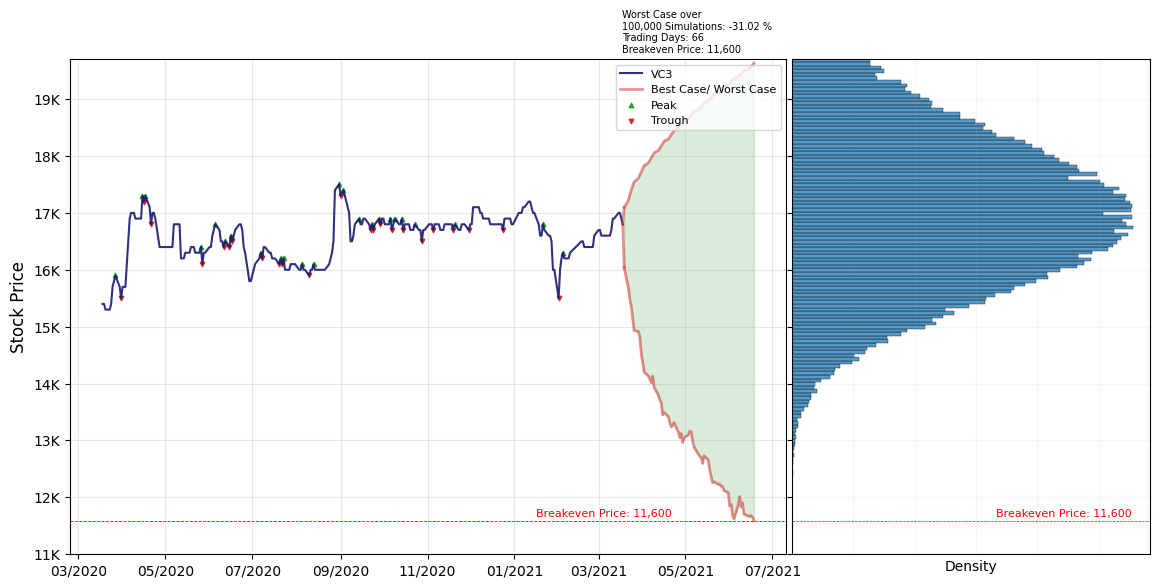 Worst Case over
100,000 Simulations: -31.02 %
Trading Days: 66
Breakeven Price: 11,600
VC3
Best Case/ Worst Case
Peak
Trough
19K
18K
17K
16K
15K
14K
13K
12K
11K
Stock Price
Breakeven Price: 11,600
Breakeven Price: 11,600
03/2020 05/2020 07/2020 09/2020 11/2020 01/2021 03/2021 05/2021 07/2021
Density